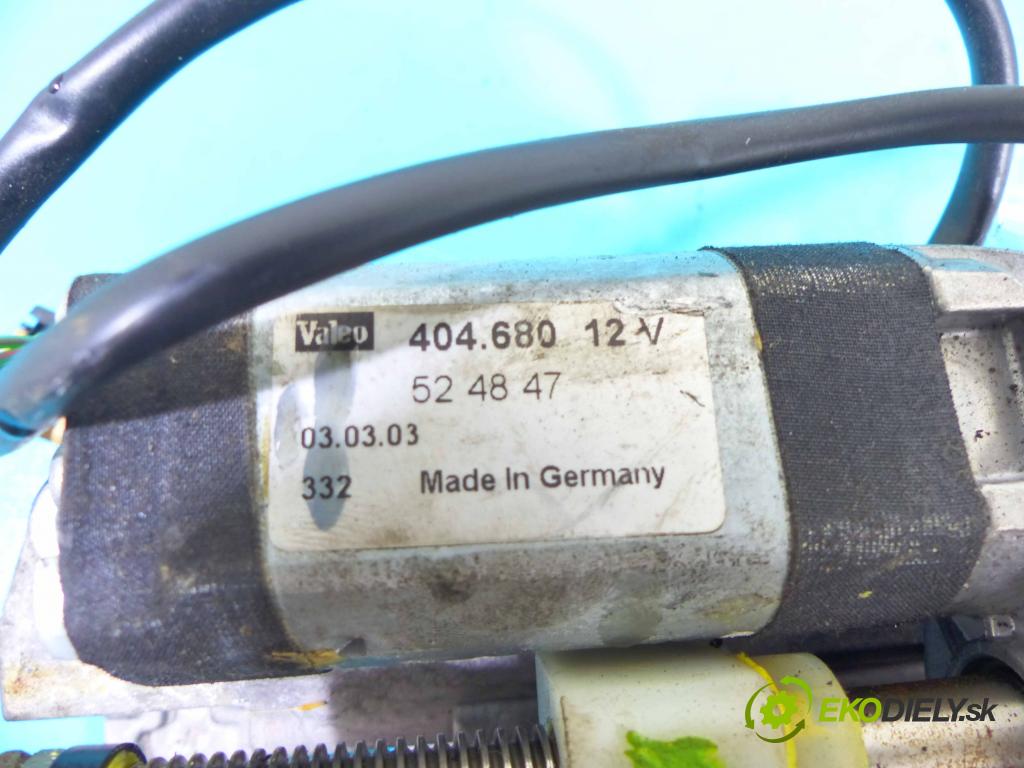 Valeo 404.680 12 V
52 48 47
03.03.03
332 Made In Germany
EKODIELY.sk